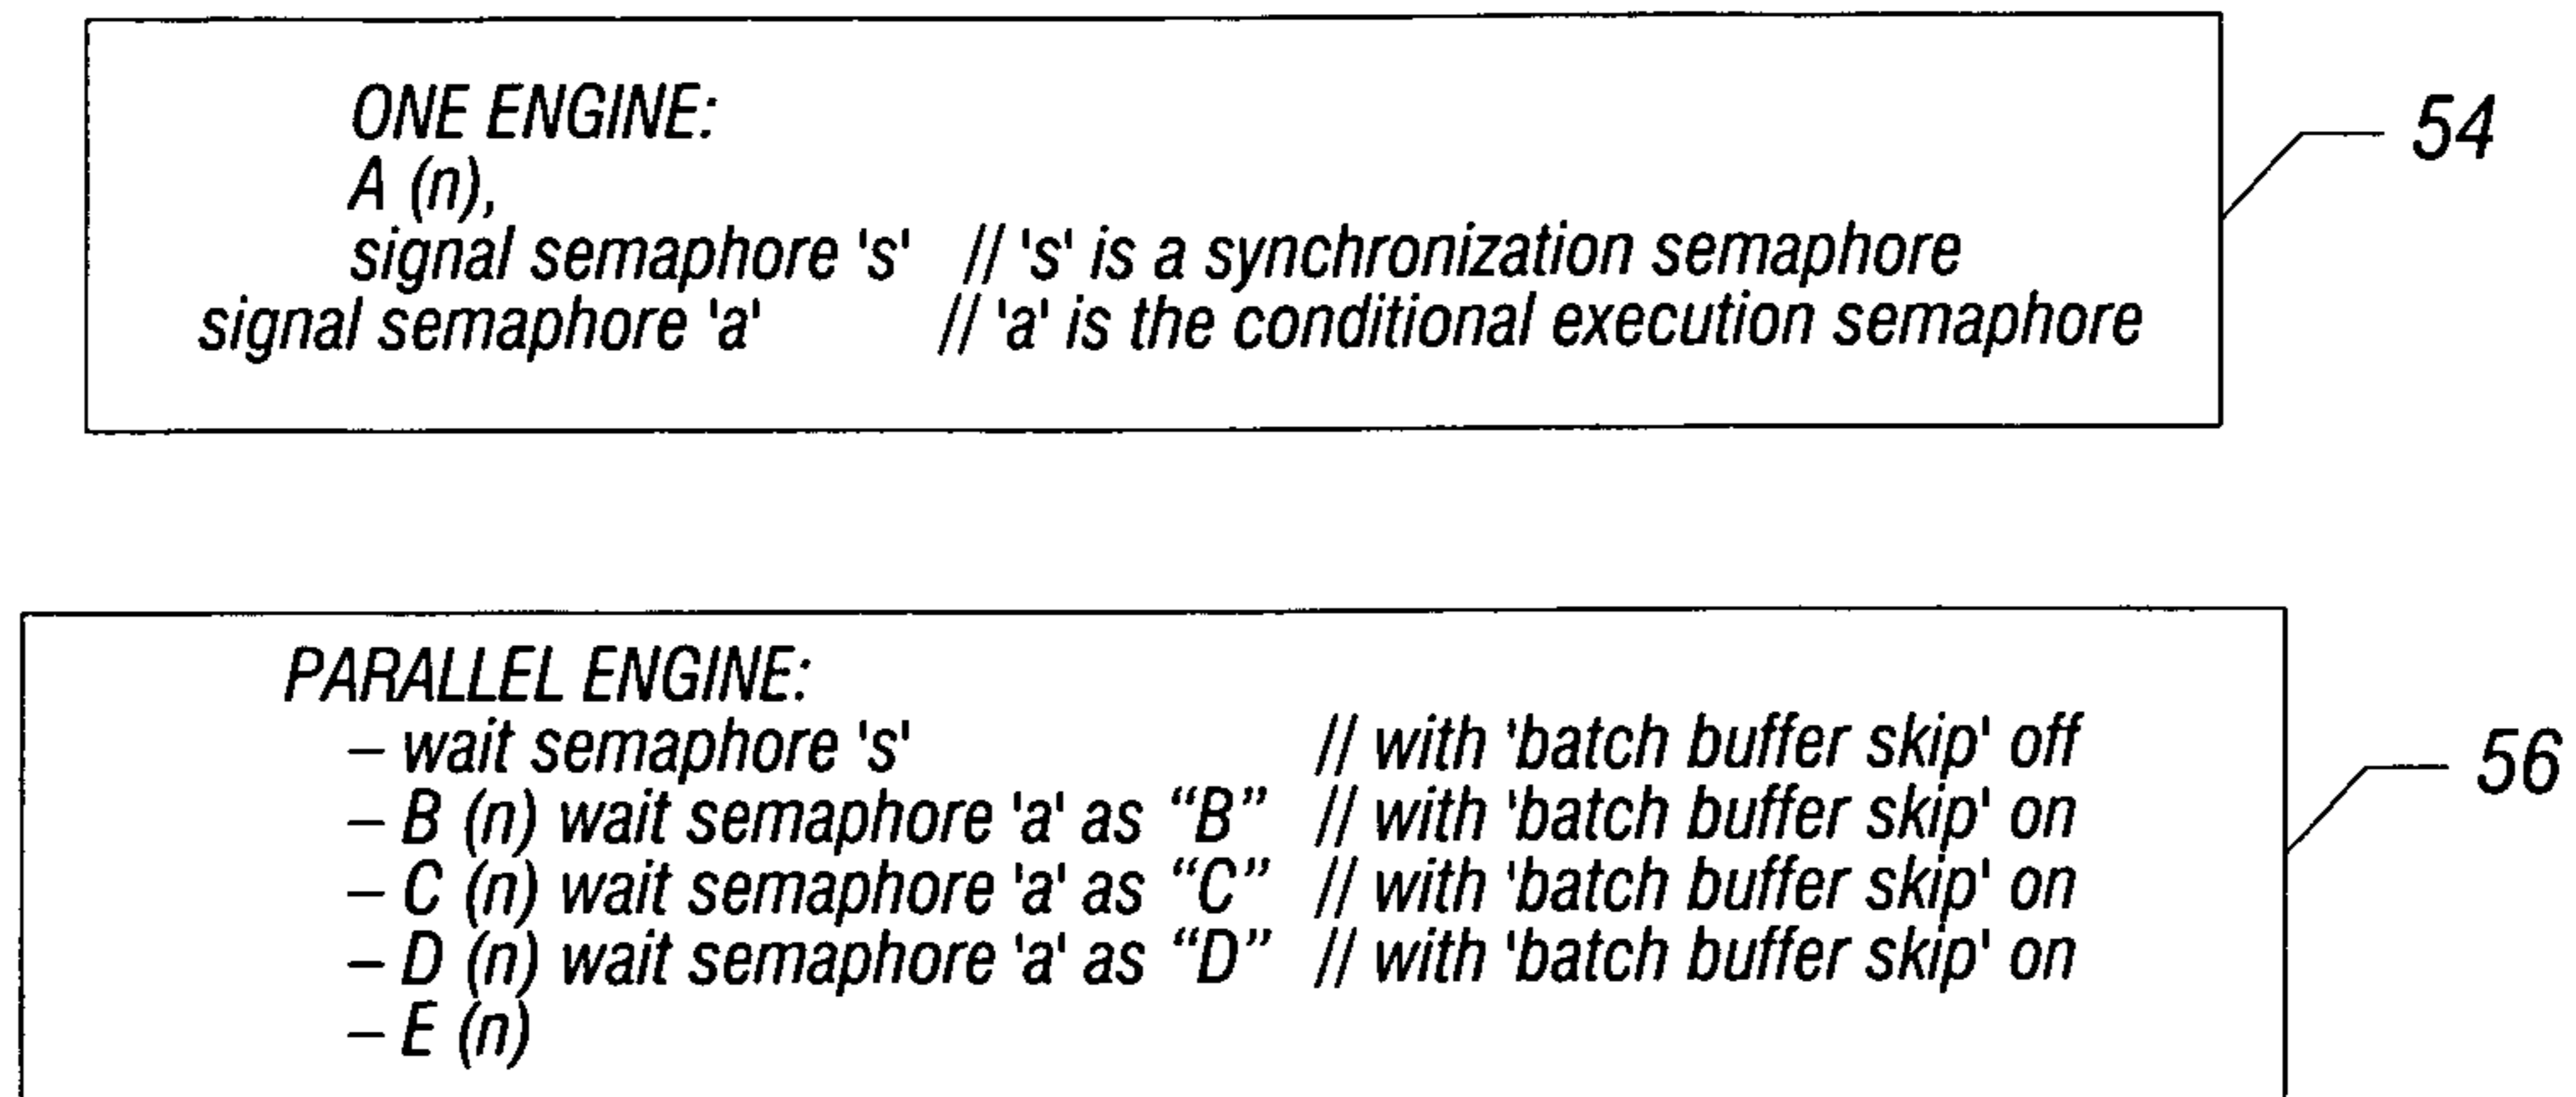 ONE ENGINE:
A (n),
signal semaphore 's' // 's' is a synchronization semaphore
signal semaphore 'a' // 'a' is the conditional execution semaphore
54
PARALLEL ENGINE:
– wait semaphore 's' // with 'batch buffer skip' off
– B (n) wait semaphore 'a' as “B” // with 'batch buffer skip' on
– C (n) wait semaphore 'a' as “C” // with 'batch buffer skip' on
– D (n) wait semaphore 'a' as “D” // with 'batch buffer skip' on
– E (n)
56